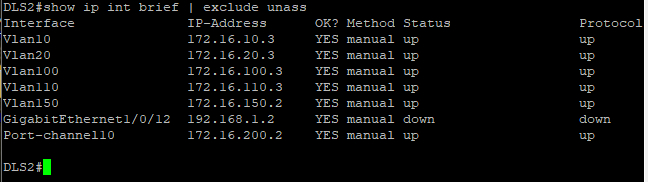 DLS2#show ip int brief | exclude unass
Interface IP-Address OK? Method Status Protocol
Vlan10 172.16.10.3 YES manual up up
Vlan20 172.16.20.3 YES manual up up
Vlan100 172.16.100.3 YES manual up up
Vlan110 172.16.110.3 YES manual up up
Vlan150 172.16.150.2 YES manual up up
GigabitEthernet1/0/12 192.168.1.2 YES manual down down
Port-channel10 172.16.200.2 YES manual up up
DLS2#